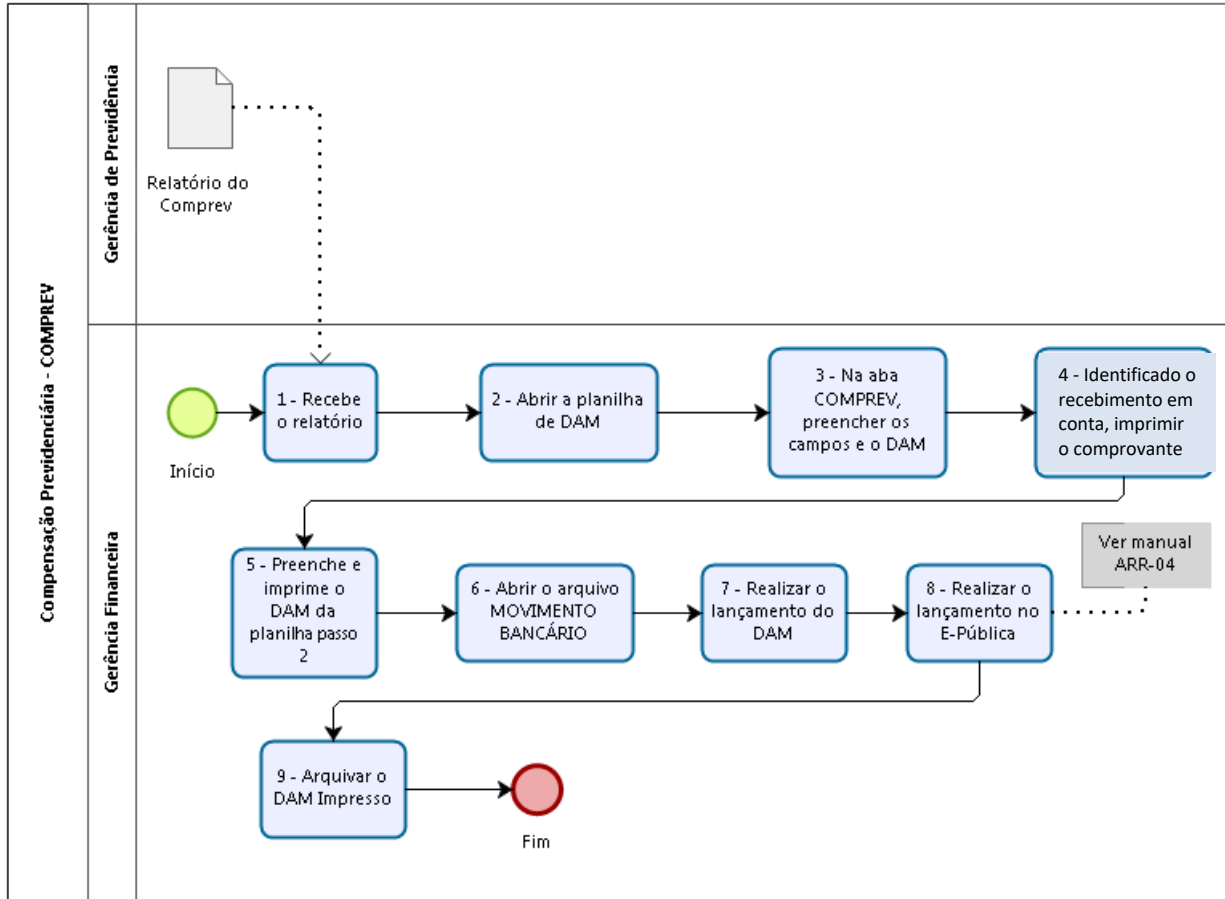 Compensação Previdenciária - COMPREV
Gerência de Previdência
Relatório do
Comprev
Gerência Financeira
Início
1 - Recebe
o relatório
2 - Abrir a planilha
de DAM
3 - Na aba
COMPREV,
preencher os
campos e o DAM
4 - Identificado o
recebimento em
conta, imprimir
o comprovante
5 - Preenche e
imprime o
DAM da
planilha passo
2
6 - Abrir o arquivo
MOVIMENTO
BANCÁRIO
7 - Realizar o
lançamento do
DAM
8 - Realizar o
lançamento no
E-Pública
Ver manual
ARR-04
9 - Arquivar o
DAM Impresso
Fim